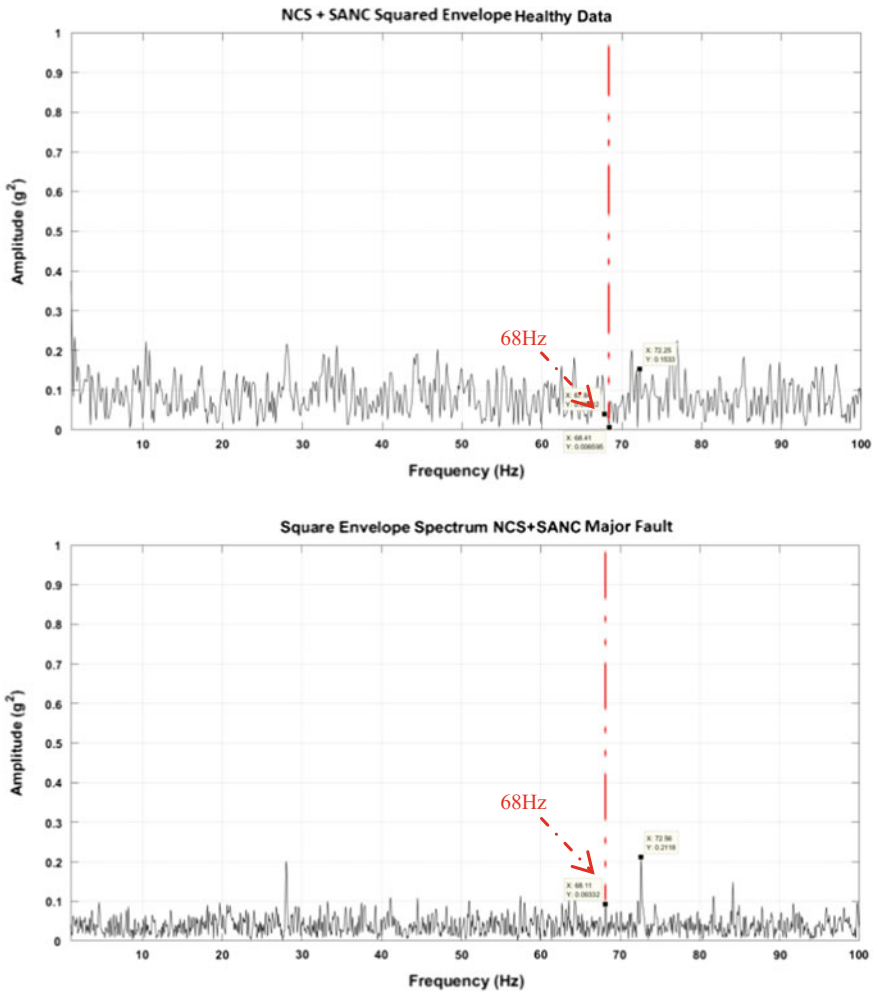 NCS + SANC Squared Envelope Healthy Data
1
0.9
0.8
0.7
0.6
0.5
0.4
0.3
0.2
0.1
0
Amplitude (g²)
68Hz
X: 72.25
Y: 0.1533
X:
Y:
X: 68.41
Y: 0.006595
10 20 30 40 50 60 70 80 90 100
Frequency (Hz)
Square Envelope Spectrum NCS+SANC Major Fault
1
0.9
0.8
0.7
0.6
0.5
0.4
0.3
0.2
0.1
0
Amplitude (g²)
68Hz
X: 72.56
Y: 0.2118
X: 68.11
Y: 0.09332
10 20 30 40 50 60 70 80 90 100
Frequency (Hz)